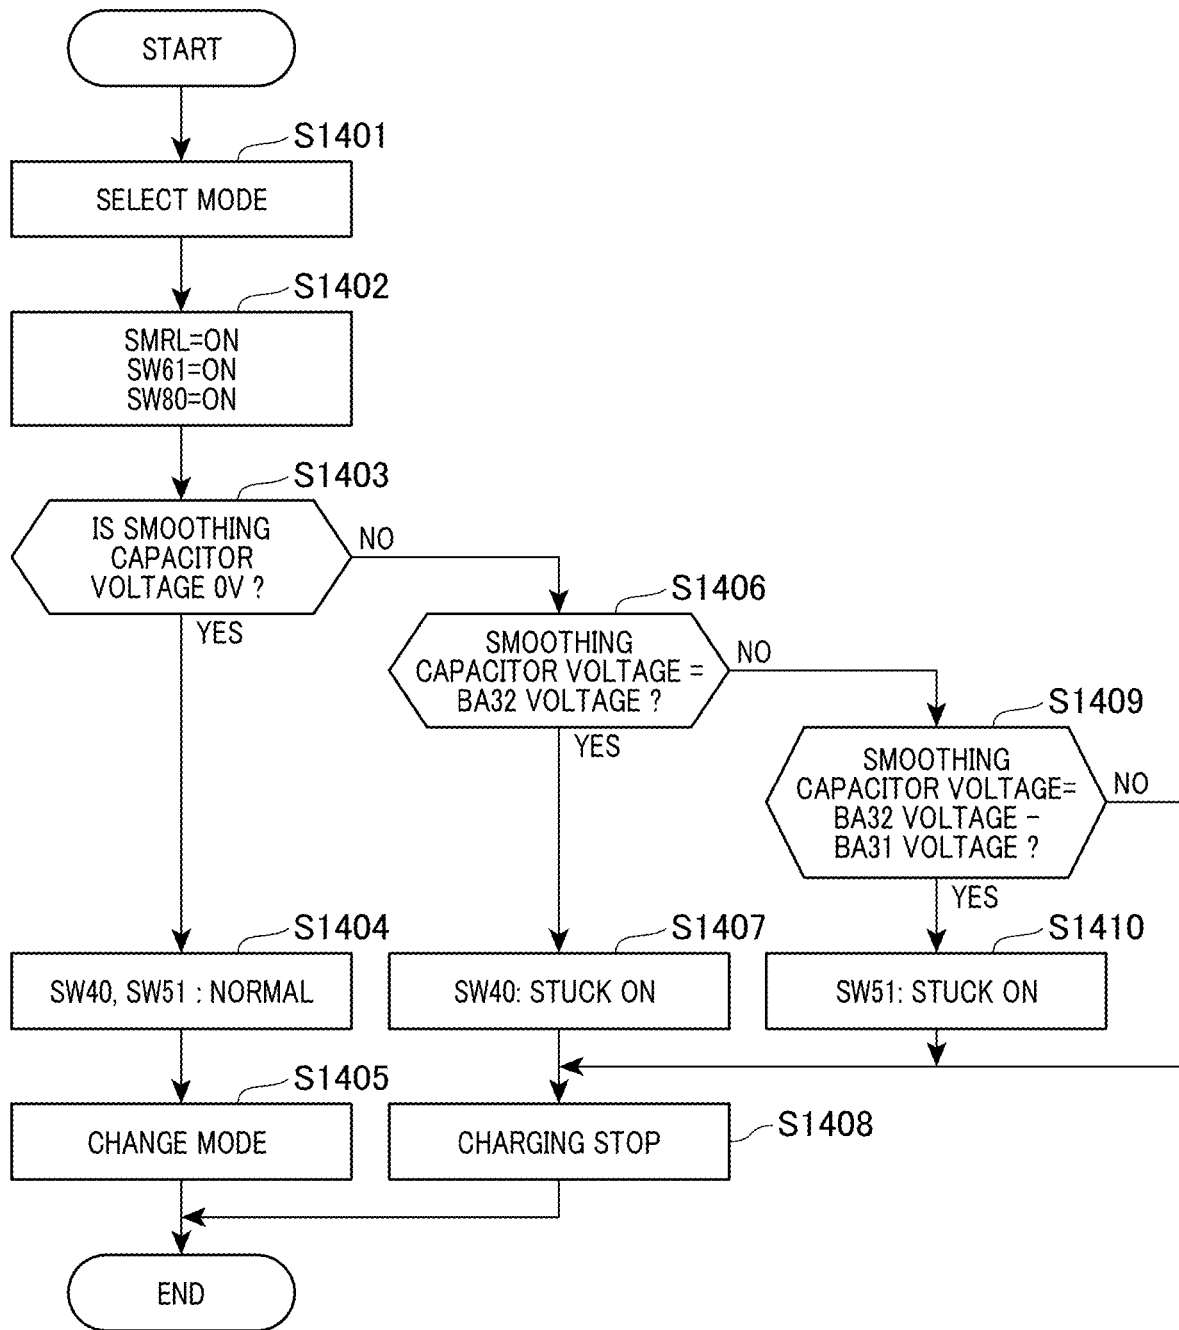 START
S1401
SELECT MODE
S1402
SMRL=ON
SW61=ON
SW80=ON
S1403
IS SMOOTHING
CAPACITOR
VOLTAGE 0V ?
NO
YES
S1406
SMOOTHING
CAPACITOR VOLTAGE =
BA32 VOLTAGE ?
NO
YES
S1409
SMOOTHING
CAPACITOR VOLTAGE=
BA32 VOLTAGE –
BA31 VOLTAGE ?
NO
YES
S1404
SW40, SW51 : NORMAL
S1407
SW40: STUCK ON
S1410
SW51: STUCK ON
S1405
CHANGE MODE
CHARGING STOP
S1408
END